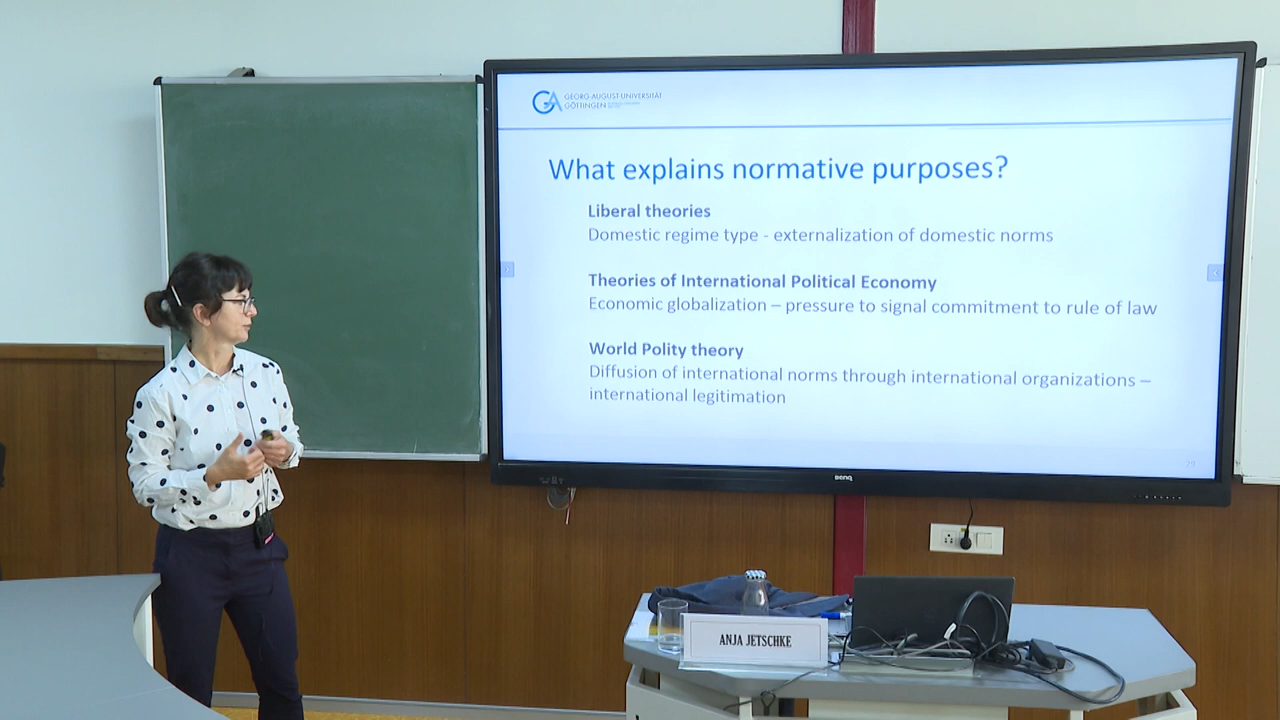 GEORG-AUGUST-UNIVERSITÄT
GÖTTINGEN
What explains normative purposes?
Liberal theories
Domestic regime type - externalization of domestic norms
Theories of International Political Economy
Economic globalization – pressure to signal commitment to rule of law
World Polity theory
Diffusion of international norms through international organizations –
international legitimation
BenQ
ANJA JETSCHKE